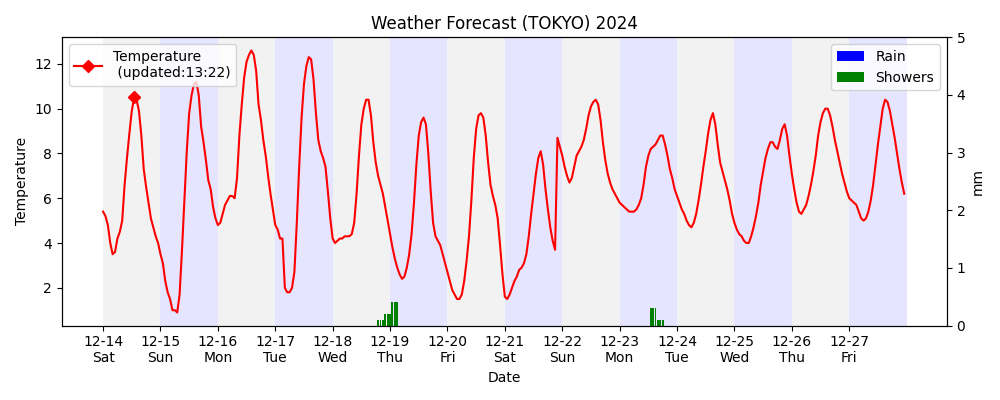 Weather Forecast (TOKYO) 2024
Temperature
(updated:13:22)
Rain
Showers
Temperature
12
10
8
6
4
2
5
4
3
2
1
0
mm
12-14 12-15 12-16 12-17 12-18 12-19 12-20 12-21 12-22 12-23 12-24 12-25 12-26 12-27
Sat Sun Mon Tue Wed Thu Fri Sat Sun Mon Tue Wed Thu Fri
Date